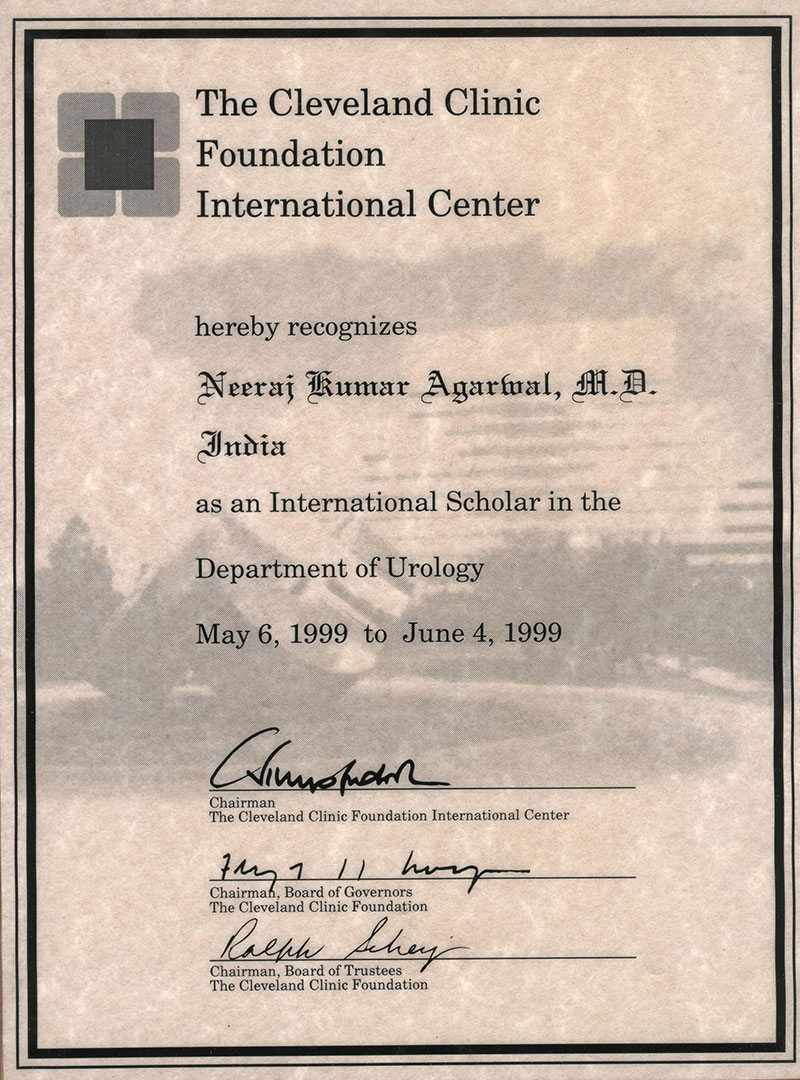 The Cleveland Clinic
Foundation
International Center
hereby recognizes
Neeraj Kumar Agarwal, M.D.
India
as an International Scholar in the
Department of Urology
May 6, 1999 to June 4, 1999
Chairman
The Cleveland Clinic Foundation International Center
Chairman, Board of Governors
The Cleveland Clinic Foundation
Ralph
Chairman, Board of Trustees
The Cleveland Clinic Foundation